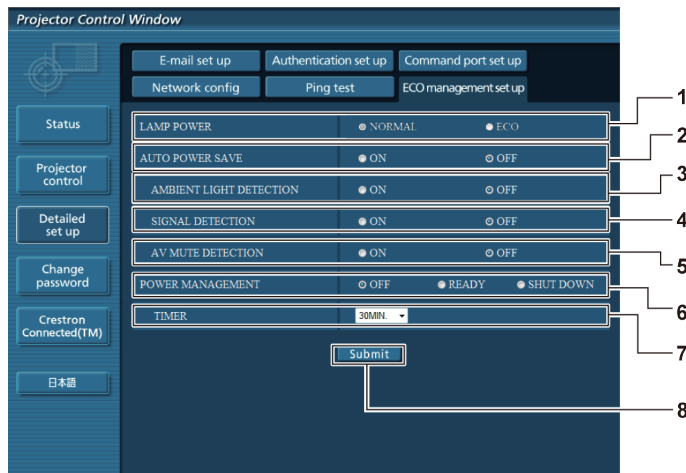 Projector Control Window
E-mail set up Authentication set up Command port set up
Network config Ping test ECO management set up
Status
Projector
control
Detailed
set up
Change
password
Crestron
Connected(TM)
日本語
LAMP POWER NORMAL ECO 1
AUTO POWER SAVE ON OFF 2
AMBIENT LIGHT DETECTION ON OFF 3
SIGNAL DETECTION ON OFF 4
AV MUTE DETECTION ON OFF 5
POWER MANAGEMENT OFF READY SHUT DOWN 6
TIMER 30MIN. 7
Submit 8